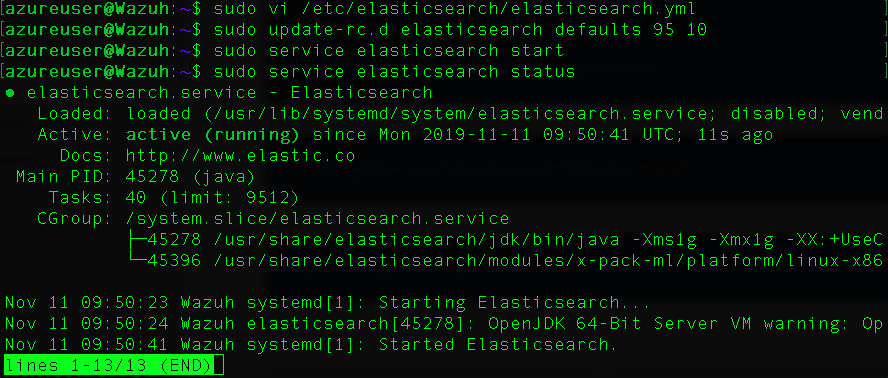 [azureuser@Wazuh:~$ sudo vi /etc/elasticsearch/elasticsearch.yml
[azureuser@Wazuh:~$ sudo update-rc.d elasticsearch defaults 95 10
[azureuser@Wazuh:~$ sudo service elasticsearch start
[azureuser@Wazuh:~$ sudo service elasticsearch status
● elasticsearch.service - Elasticsearch
   Loaded: loaded (/usr/lib/systemd/system/elasticsearch.service; disabled; vend
   Active: active (running) since Mon 2019-11-11 09:50:41 UTC; 11s ago
     Docs: http://www.elastic.co
 Main PID: 45278 (java)
    Tasks: 40 (limit: 9512)
   CGroup: /system.slice/elasticsearch.service
           ├─45278 /usr/share/elasticsearch/jdk/bin/java -Xms1g -Xmx1g -XX:+UseC
           └─45396 /usr/share/elasticsearch/modules/x-pack-ml/platform/linux-x86
Nov 11 09:50:23 Wazuh systemd[1]: Starting Elasticsearch...
Nov 11 09:50:24 Wazuh elasticsearch[45278]: OpenJDK 64-Bit Server VM warning: Op
Nov 11 09:50:41 Wazuh systemd[1]: Started Elasticsearch.
lines 1-13/13 (END)